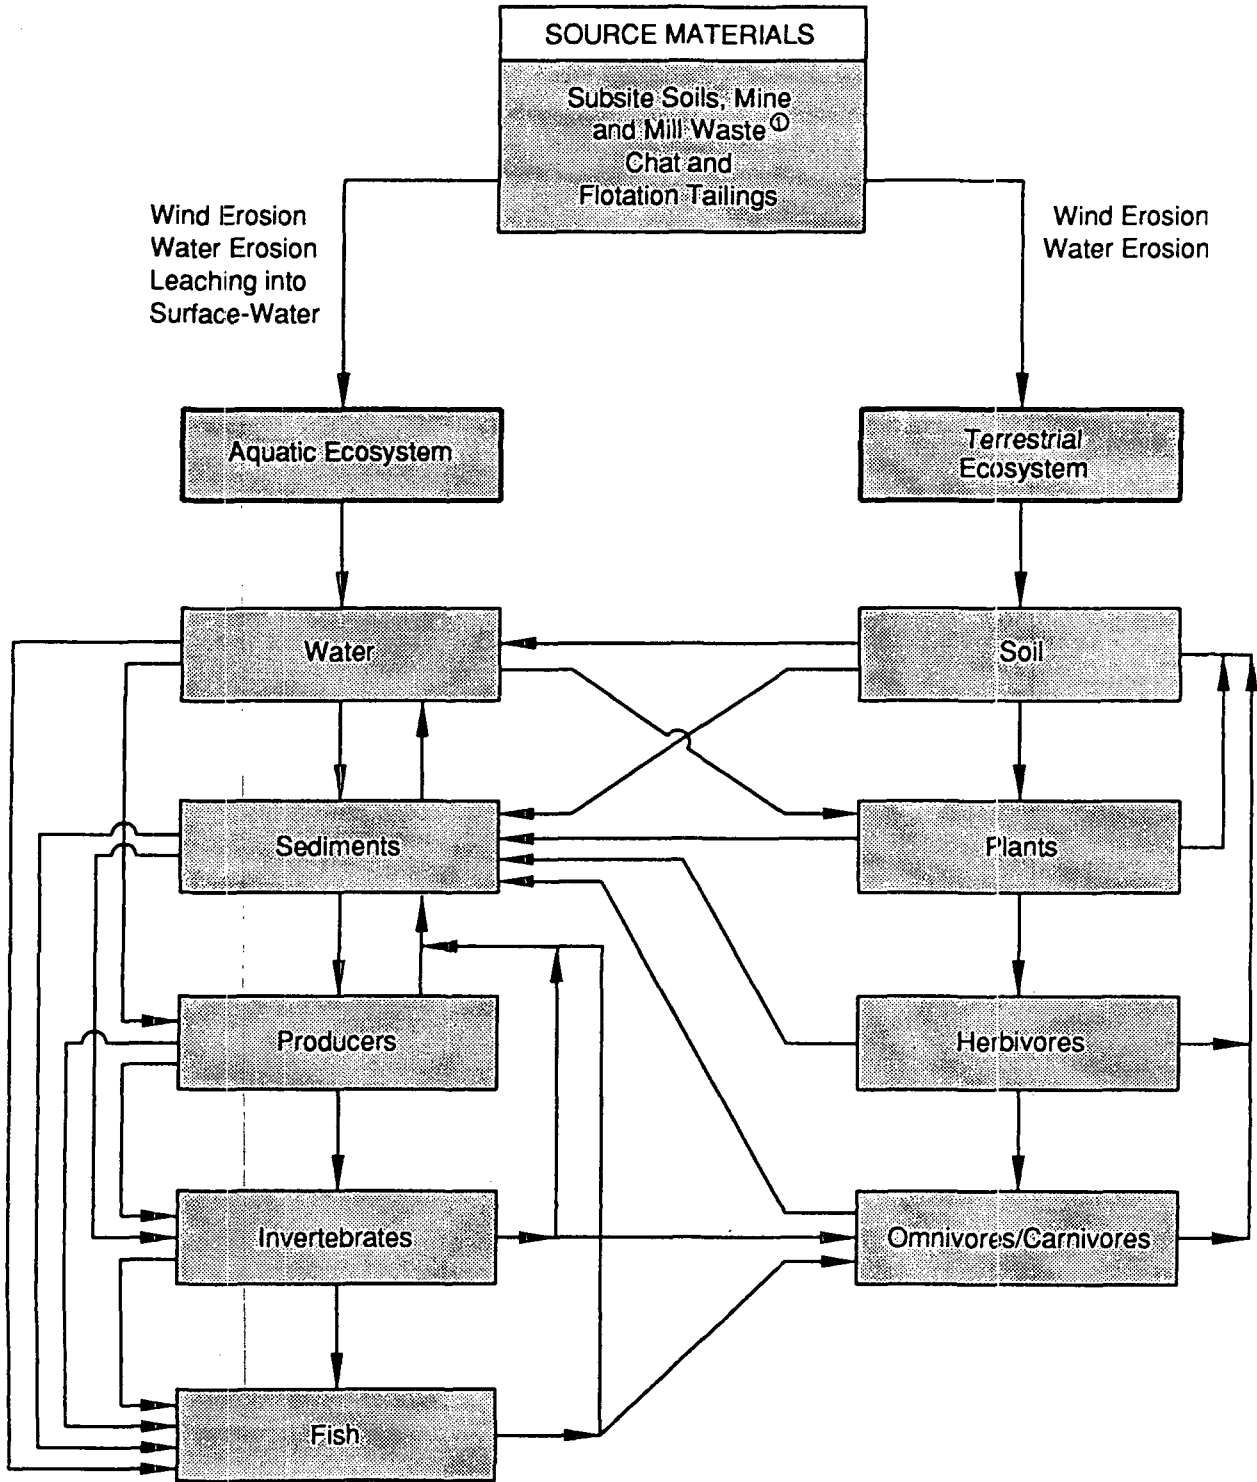 SOURCE MATERIALS
Subsite Soils, Mine
and Mill Waste ①
Chat and
Flotation Tailings
Wind Erosion
Water Erosion
Leaching into
Surface-Water
Wind Erosion
Water Erosion
Aquatic Ecosystem
Terrestrial
Ecosystem
Water
Soil
Sediments
Plants
Producers
Herbivores
Invertebrates
Omnivores/Carnivores
Fish